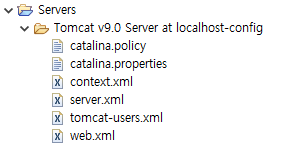 Servers
Tomcat v9.0 Server at localhost-config
catalina.policy
catalina.properties
context.xml
server.xml
tomcat-users.xml
web.xml